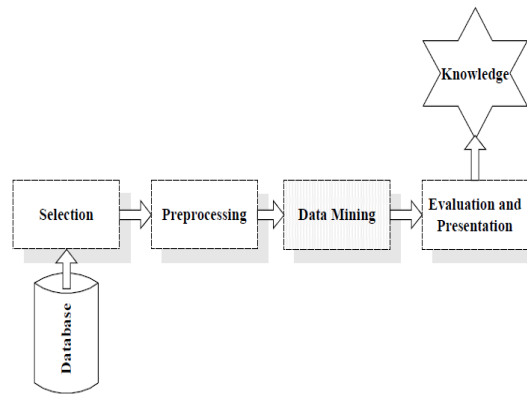 Knowledge
Selection
Preprocessing
Data Mining
Evaluation and
Presentation
Database